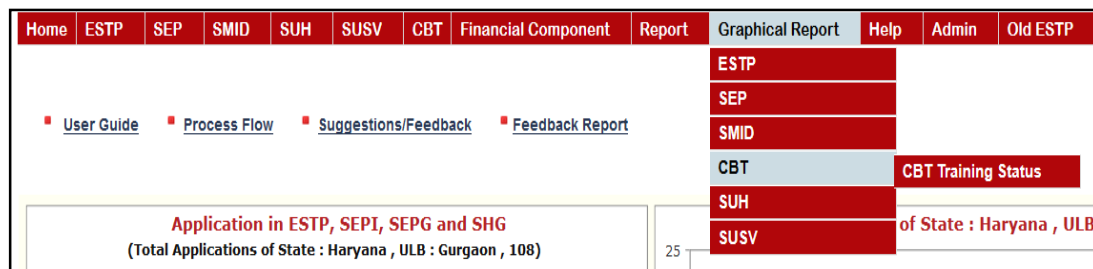 Home ESTP SEP SMID SUH SUSV CBT Financial Component Report Graphical Report Help Admin Old ESTP
ESTP
SEP
SMID
CBT
CBT Training Status
SUH
SUSV
User Guide Process Flow Suggestions/Feedback Feedback Report
Application in ESTP, SEPI, SEPG and SHG
(Total Applications of State : Haryana , ULB : Gurgaon , 108)
of State : Haryana , ULB
25